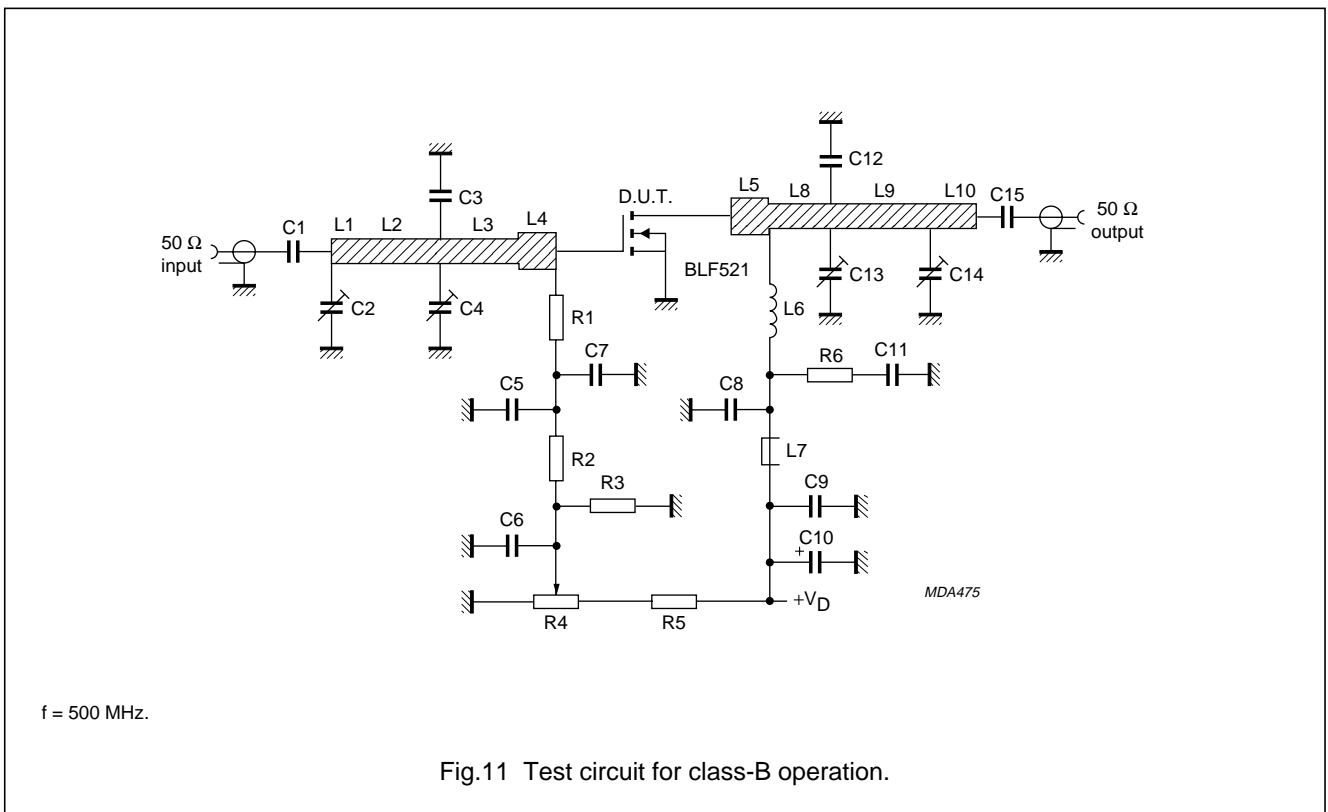 C12
L5 L8 L9 L10 C15
D.U.T.
50 Ω
output
C3
L1 L2 L3 L4
C1
50 Ω
input
BLF521
C13 C14
C2 C4
L6
R1
R6 C11
C7
C5
C8
R2
L7
R3
C9
C6
C10
+
R4 R5
+VD
MDA475
f = 500 MHz.
Fig.11 Test circuit for class-B operation.